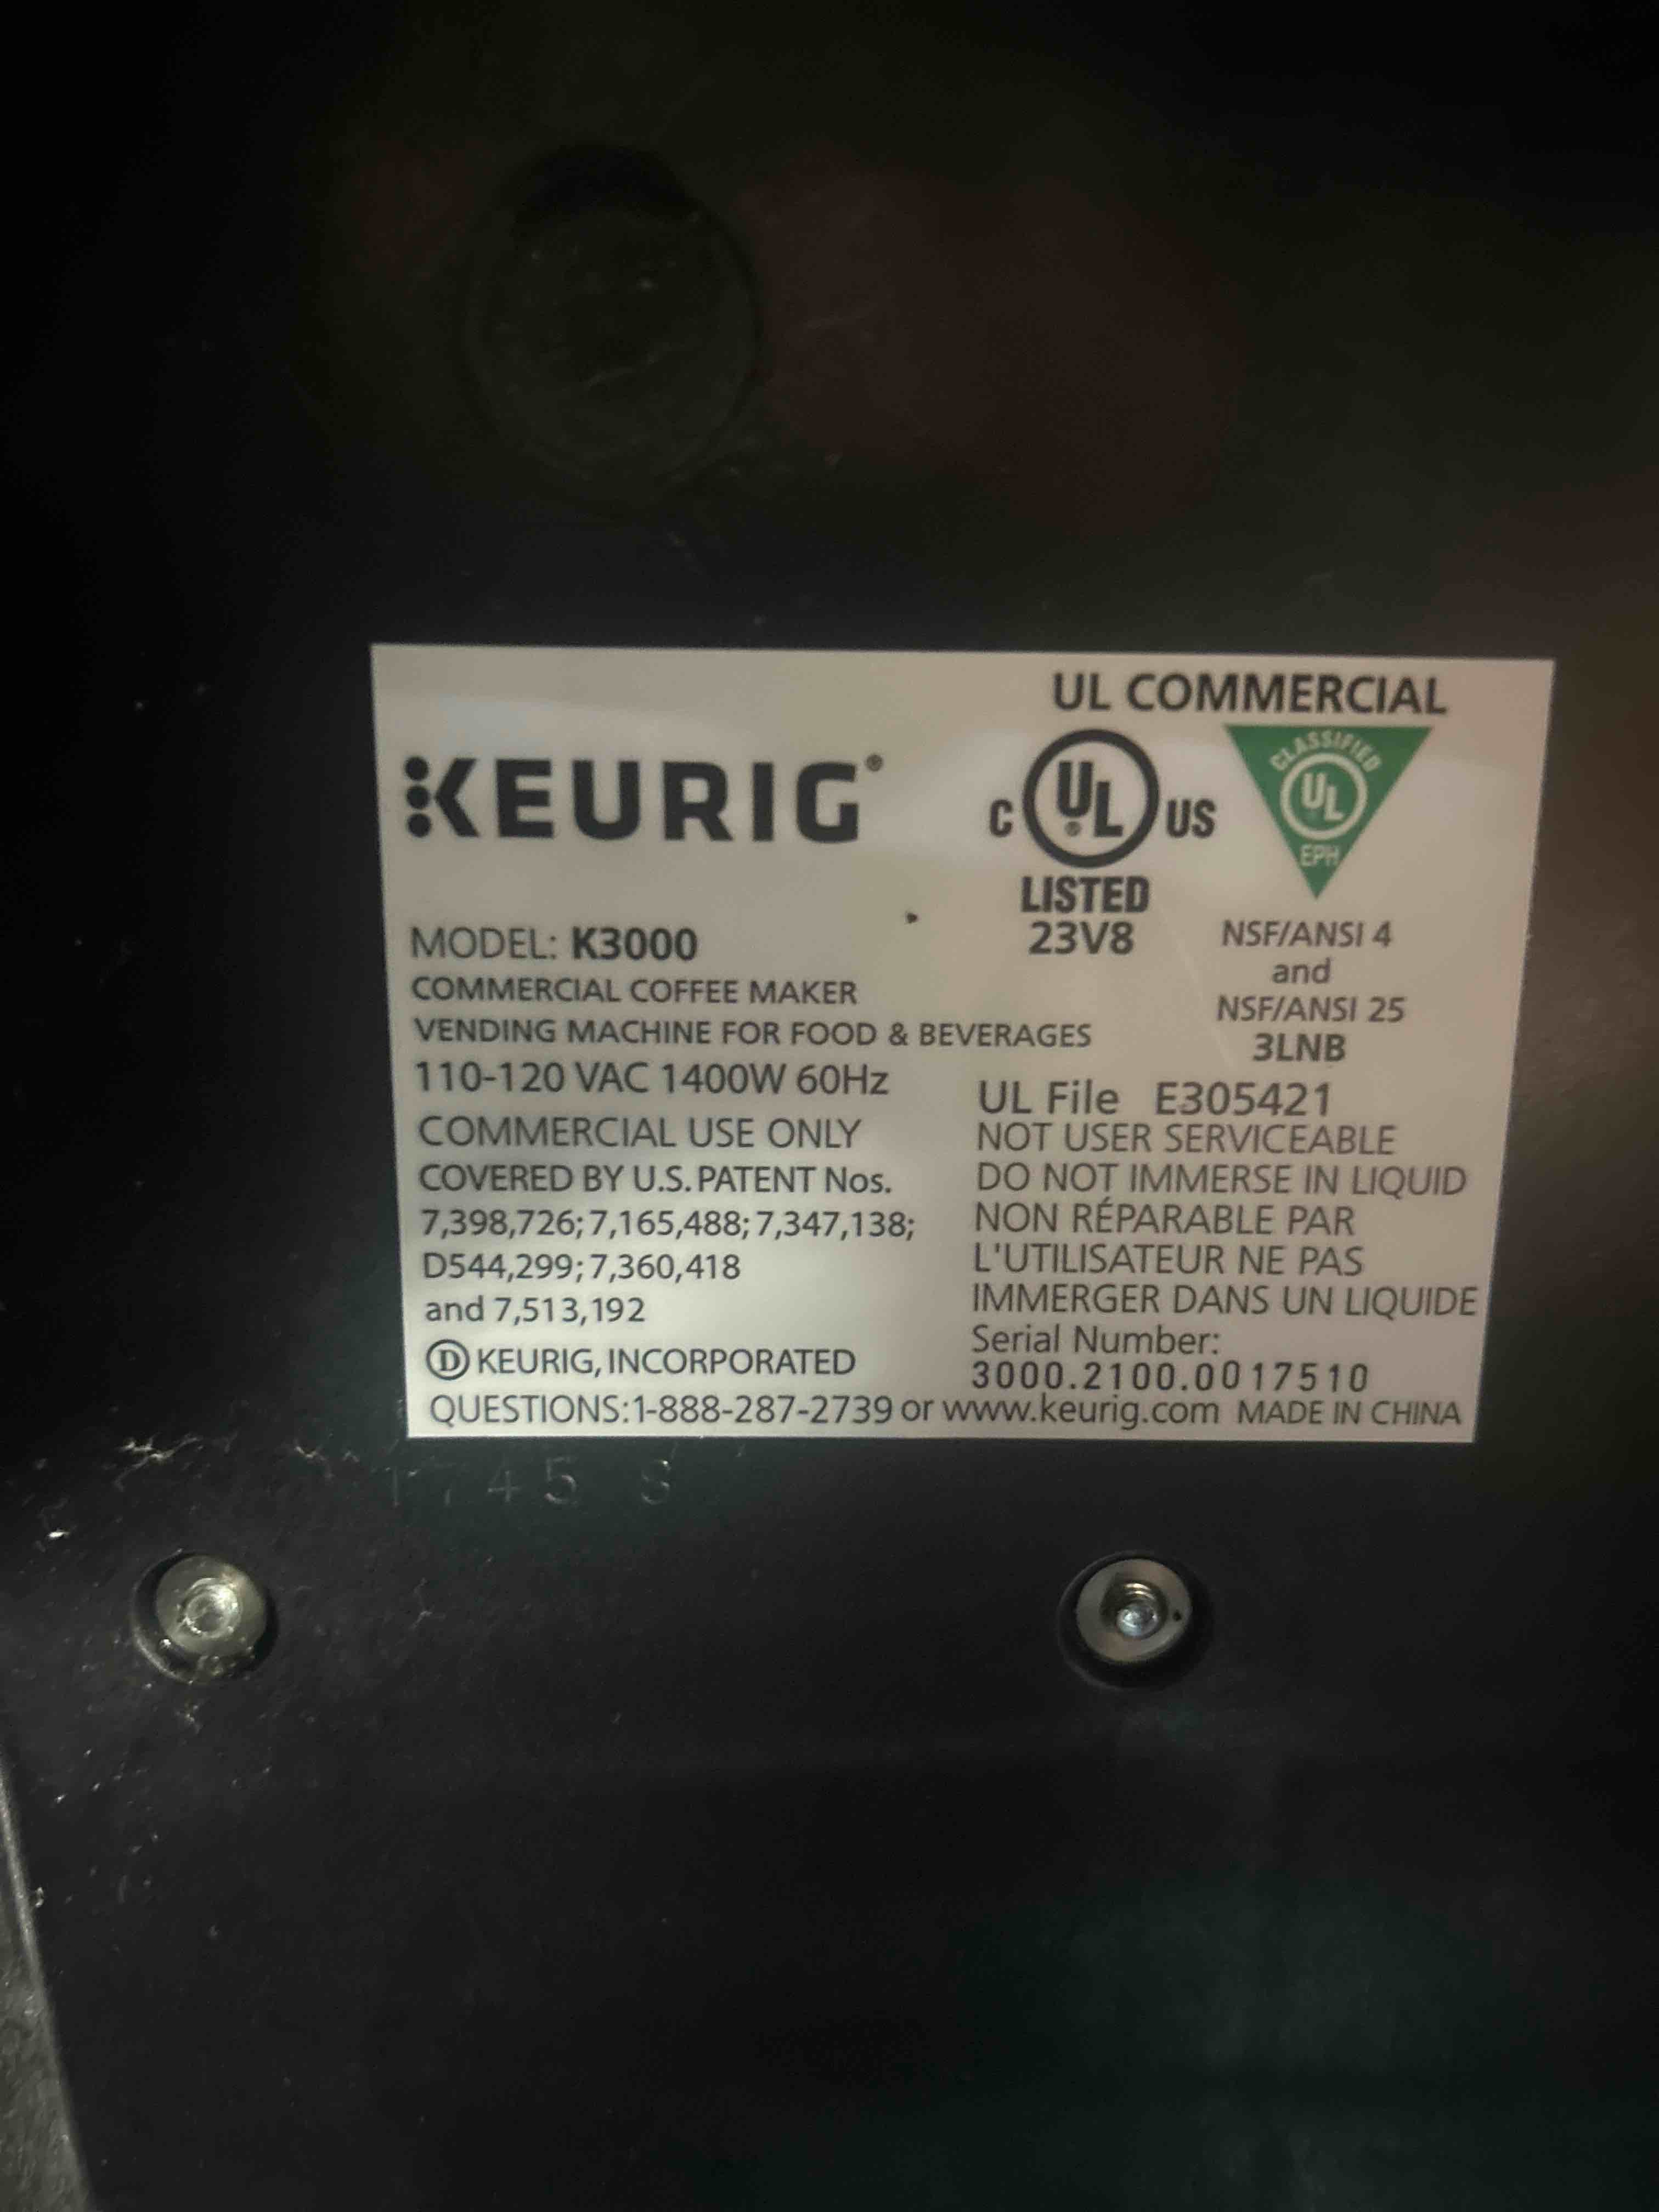 UL COMMERCIAL
KEURIG®
C UL® US
LISTED
23V8
CLASSIFIED
UL
EPH
NSF/ANSI 4
and
NSF/ANSI 25
3LNB
MODEL: K3000
COMMERCIAL COFFEE MAKER
VENDING MACHINE FOR FOOD & BEVERAGES
110-120 VAC 1400W 60Hz
COMMERCIAL USE ONLY
COVERED BY U.S. PATENT Nos.
7,398,726; 7,165,488; 7,347,138;
D544,299; 7,360,418
and 7,513,192
D KEURIG, INCORPORATED
UL File E305421
NOT USER SERVICEABLE
DO NOT IMMERSE IN LIQUID
NON RÉPARABLE PAR
L'UTILISATEUR NE PAS
IMMERGER DANS UN LIQUIDE
Serial Number:
3000.2100.0017510
QUESTIONS:1-888-287-2739 or www.keurig.com MADE IN CHINA
1745 S